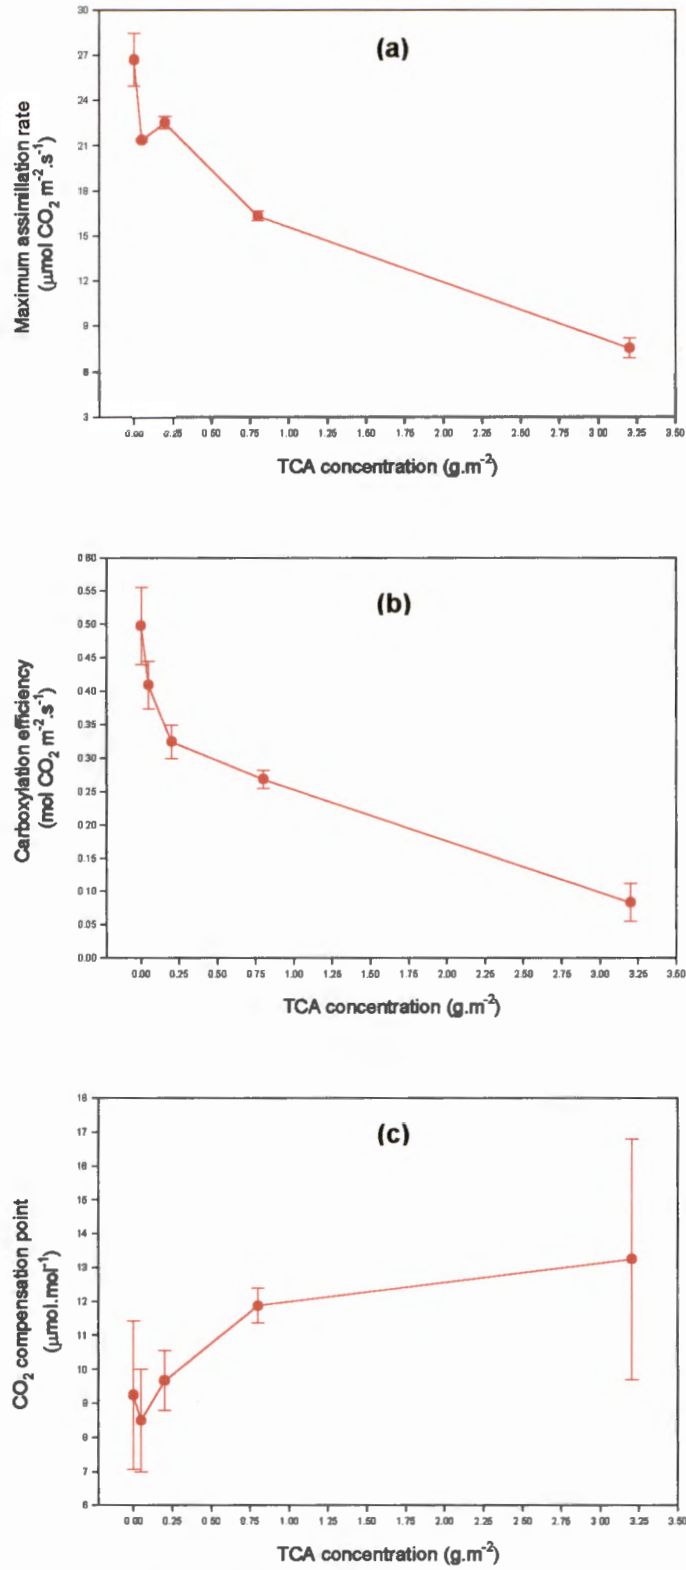 30
(a)
27
24
21
18
15
12
9
6
3
Maximum assimillation rate
(μmol CO₂ m⁻².s⁻¹)
0.00 0.25 0.50 0.75 1.00 1.25 1.50 1.75 2.00 2.25 2.50 2.75 3.00 3.25 3.50
TCA concentration (g.m⁻²)
0.60
(b)
0.55
0.50
0.45
0.40
0.35
0.30
0.25
0.20
0.15
0.10
0.05
0.00
Carboxylation efficiency
(mol CO₂ m⁻².s⁻¹)
0.00 0.25 0.50 0.75 1.00 1.25 1.50 1.75 2.00 2.25 2.50 2.75 3.00 3.25 3.50
TCA concentration (g.m⁻²)
18
(c)
17
16
15
14
13
12
11
10
9
8
7
6
CO₂ compensation point
(μmol.mol⁻¹)
0.00 0.25 0.50 0.75 1.00 1.25 1.50 1.75 2.00 2.25 2.50 2.75 3.00 3.25 3.50
TCA concentration (g.m⁻²)